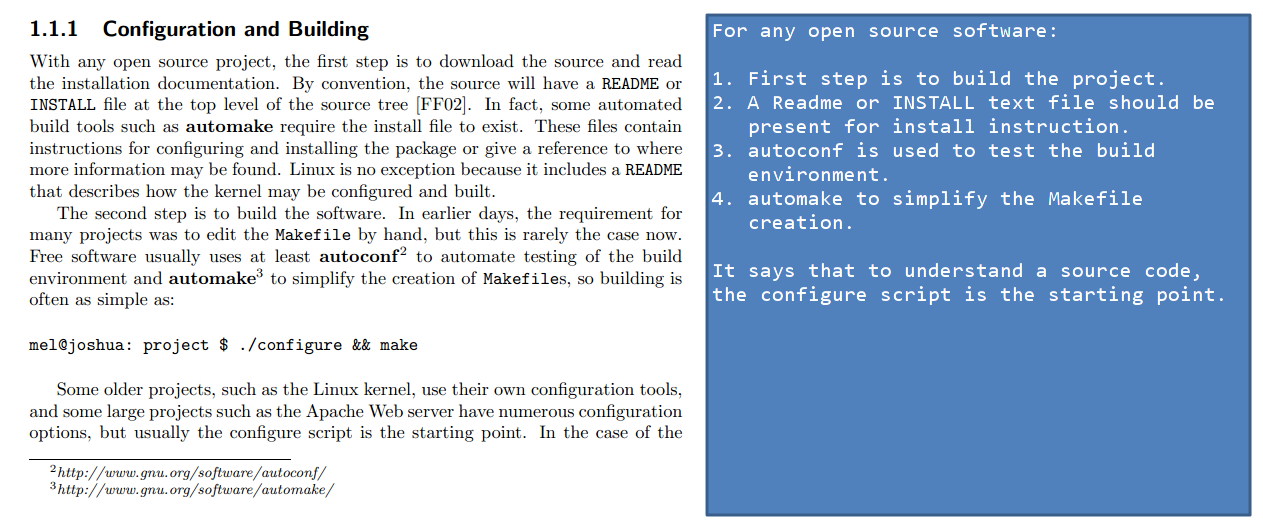 1.1.1 Configuration and Building
With any open source project, the first step is to download the source and read
the installation documentation. By convention, the source will have a README or
INSTALL file at the top level of the source tree [FF02]. In fact, some automated
build tools such as automake require the install file to exist. These files contain
instructions for configuring and installing the package or give a reference to where
more information may be found. Linux is no exception because it includes a README
that describes how the kernel may be configured and built.
The second step is to build the software. In earlier days, the requirement for
many projects was to edit the Makefile by hand, but this is rarely the case now.
Free software usually uses at least autoconf2 to automate testing of the build
environment and automake3 to simplify the creation of Makefiles, so building is
often as simple as:
mel@joshua: project $ ./configure && make
Some older projects, such as the Linux kernel, use their own configuration tools,
and some large projects such as the Apache Web server have numerous configuration
options, but usually the configure script is the starting point. In the case of the
2http://www.gnu.org/software/autoconf/
3http://www.gnu.org/software/automake/
For any open source software:
1. First step is to build the project.
2. A Readme or INSTALL text file should be
present for install instruction.
3. autoconf is used to test the build
environment.
4. automake to simplify the Makefile
creation.
It says that to understand a source code,
the configure script is the starting point.